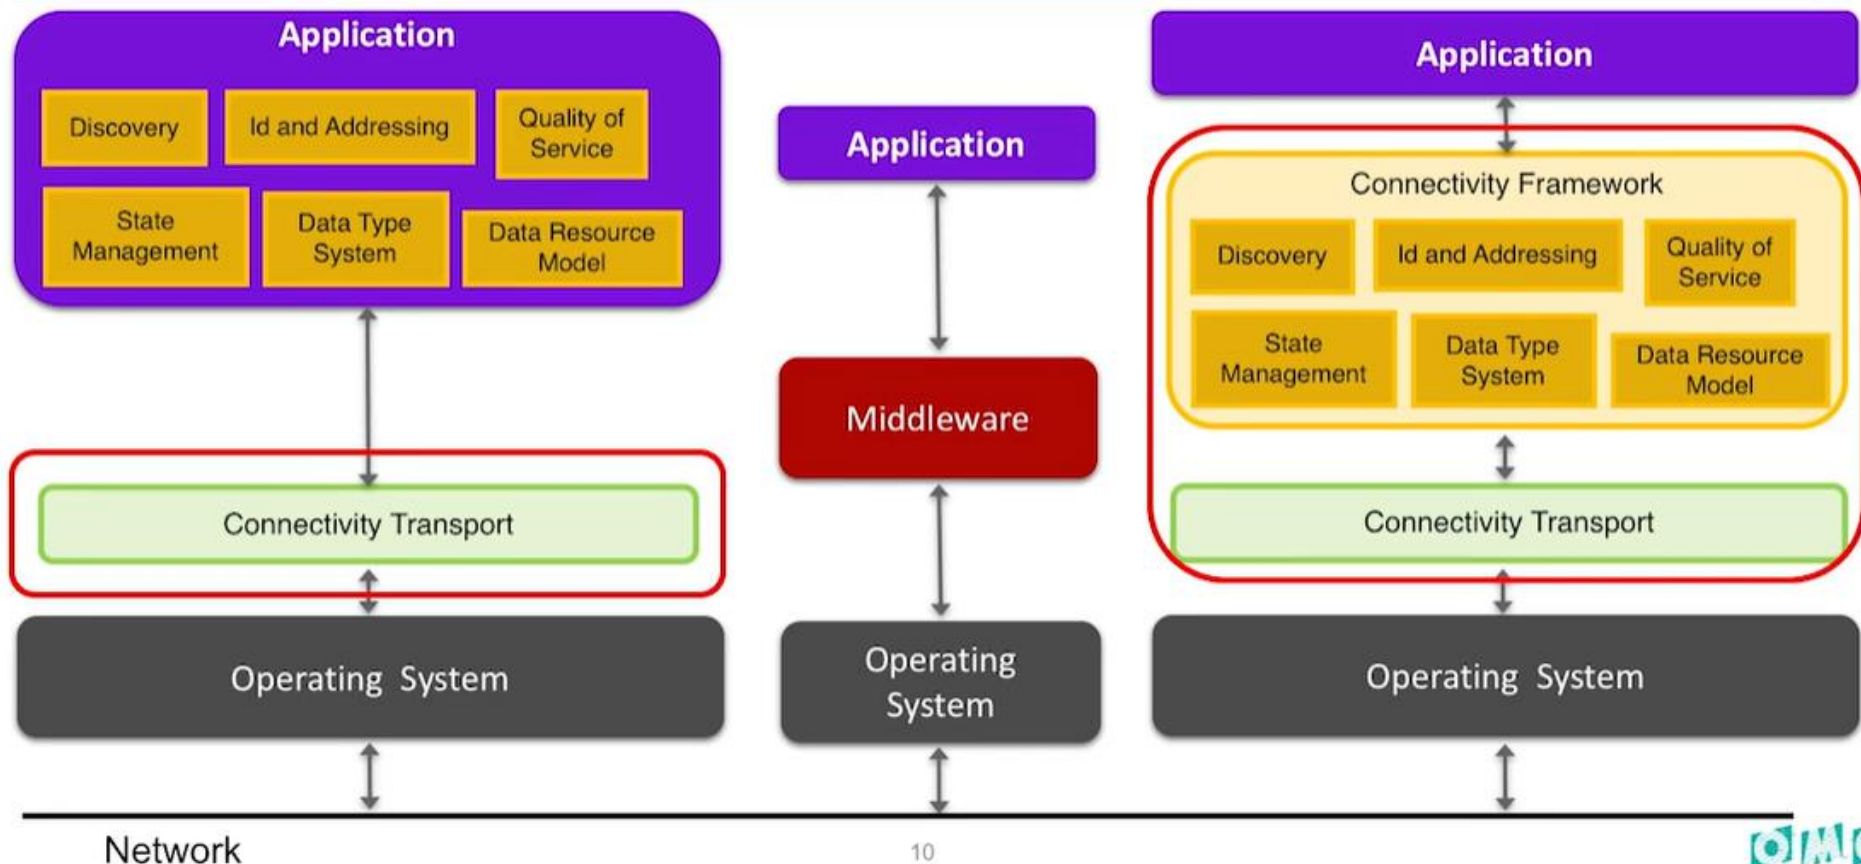 Application
Discovery
Id and Addressing
Quality of
Service
State
Management
Data Type
System
Data Resource
Model
Connectivity Transport
Operating System
Application
Middleware
Operating
System
Application
Connectivity Framework
Discovery
Id and Addressing
Quality of
Service
State
Management
Data Type
System
Data Resource
Model
Connectivity Transport
Operating System
Network
10